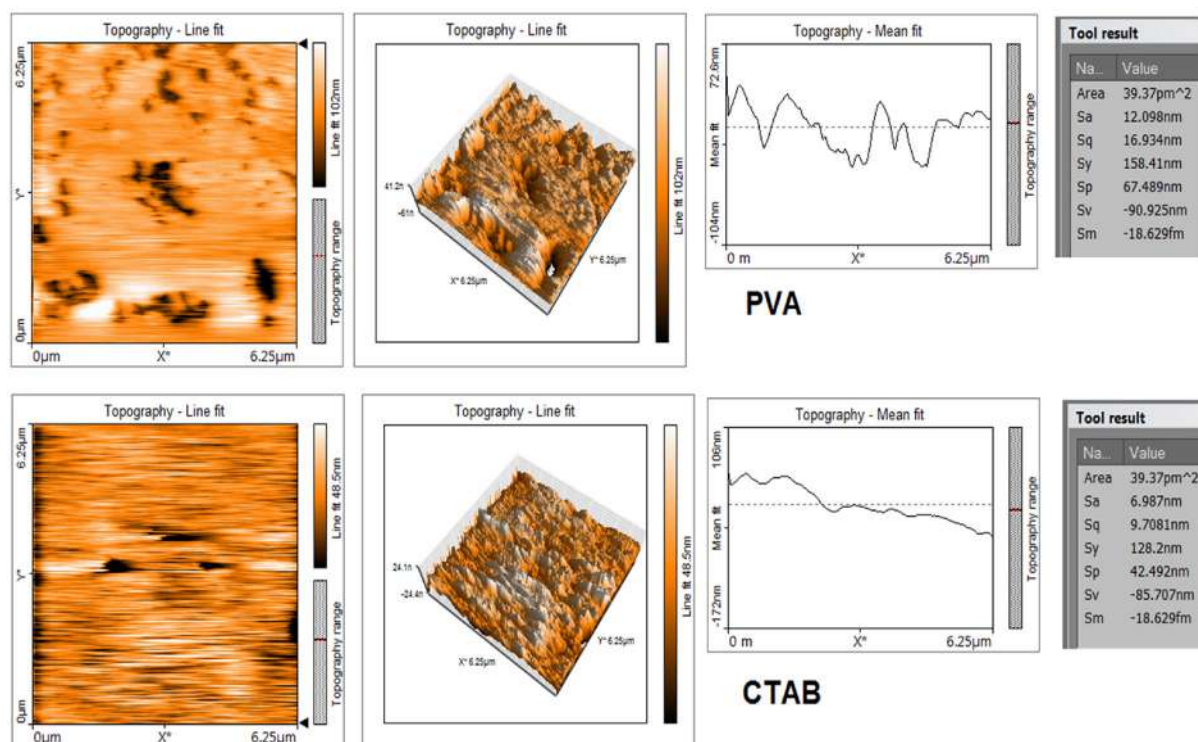 Topography - Line fit
6.25µm
Y*
0µm
0µm X* 6.25µm
Line fit 102nm
Topography range
Topography - Line fit
41.2n
-61n
X* 6.25µm
Y* 6.25µm
Line fit 102nm
Topography - Mean fit
72.6nm
Mean fit
-104nm
0 m X* 6.25µm
Topography range
Tool result
Na... Value
Area 39.37pm^2
Sa 12.098nm
Sq 16.934nm
Sy 158.41nm
Sp 67.489nm
Sv -90.925nm
Sm -18.629fm
PVA
Topography - Line fit
6.25µm
Y*
0µm
0µm X* 6.25µm
Line fit 48.5nm
Topography range
Topography - Line fit
24.1n
-24.4n
X* 6.25µm
Y* 6.25µm
Line fit 48.5nm
Topography - Mean fit
106nm
Mean fit
-172nm
0 m X* 6.25µm
Topography range
Tool result
Na... Value
Area 39.37pm^2
Sa 6.987nm
Sq 9.7081nm
Sy 128.2nm
Sp 42.492nm
Sv -85.707nm
Sm -18.629fm
CTAB